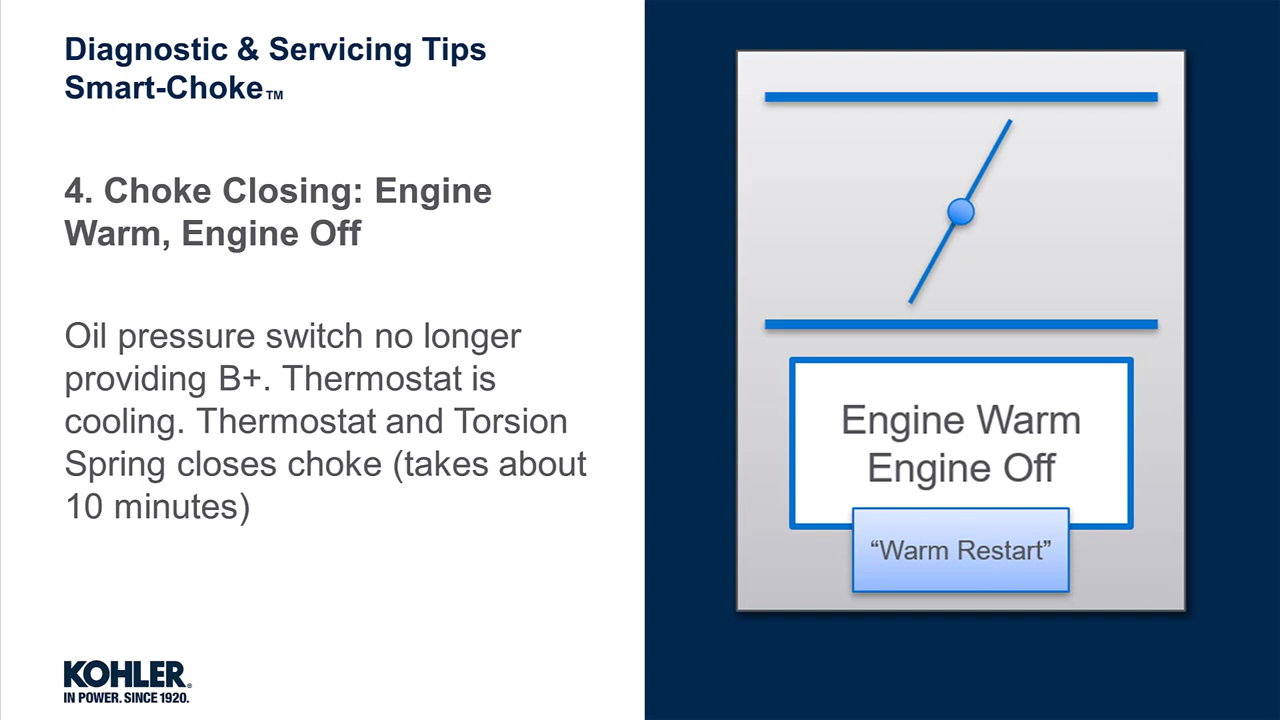 Diagnostic & Servicing Tips
Smart-Choke™
4. Choke Closing: Engine
Warm, Engine Off
Oil pressure switch no longer
providing B+. Thermostat is
cooling. Thermostat and Torsion
Spring closes choke (takes about
10 minutes)
KOHLER®
IN POWER. SINCE 1920.
Engine Warm
Engine Off
“Warm Restart”